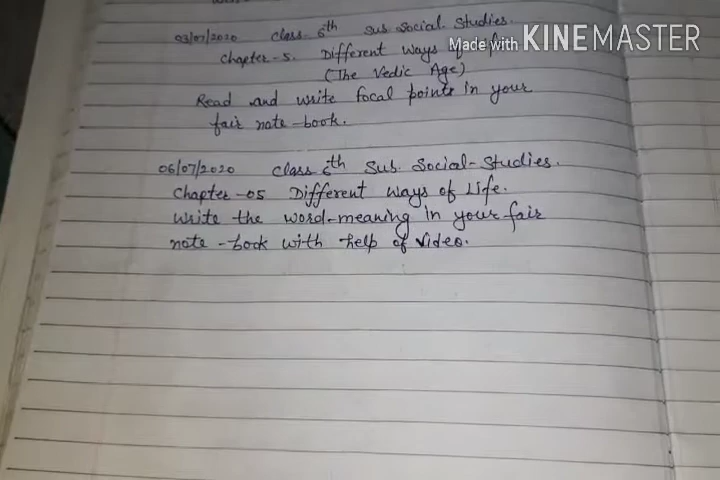 03/07/2020 Class-6th Sub. Social Studies.
Chapter-5. Different ways of
Made with KINEMASTER
(The Vedic Age)
Read and write focal points in your
fair note-book.
06/07/2020 Class 6th Sub. Social-Studies.
Chapter-05 Different ways of Life.
Write the word-meaning in your fair
note-book with help of video.